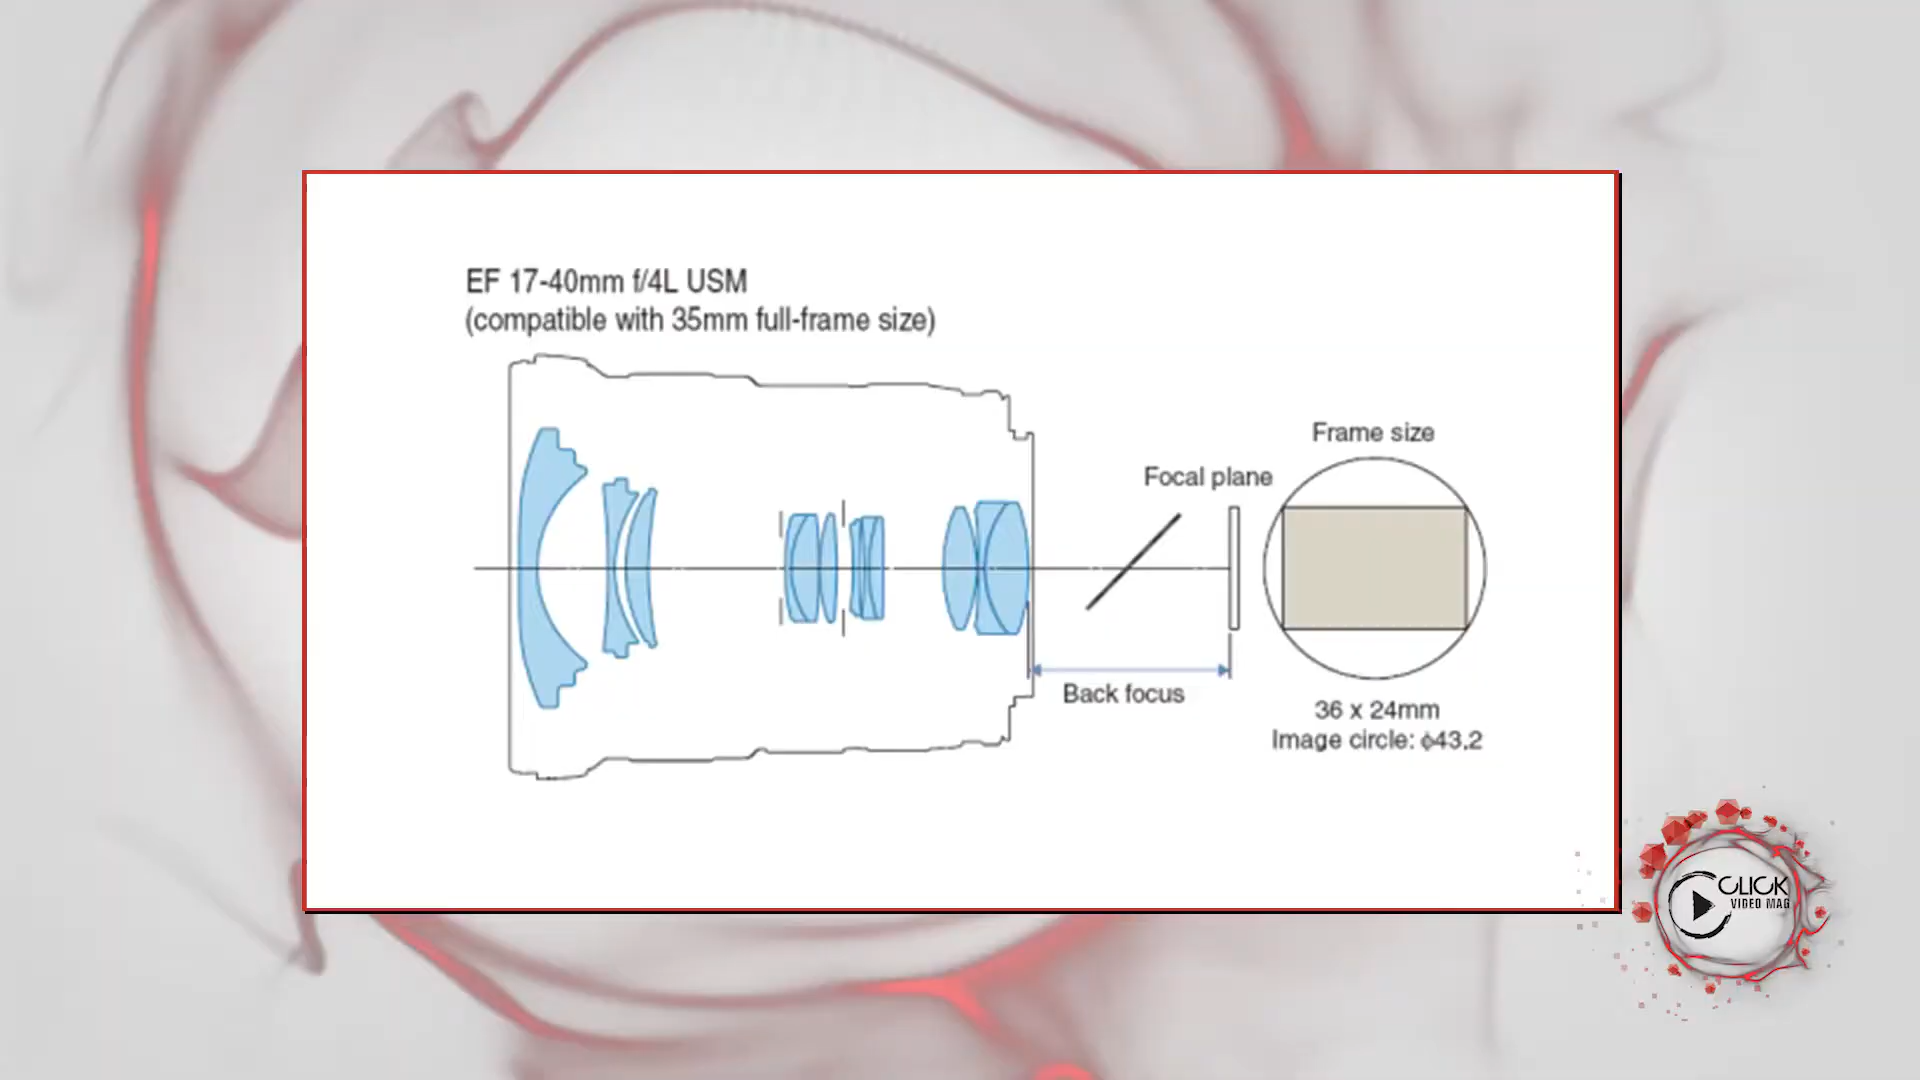 EF 17-40mm f/4L USM
(compatible with 35mm full-frame size)
Frame size
Focal plane
Back focus
36 x 24mm
Image circle: ϕ43.2
CLICK
VIDEO MAG